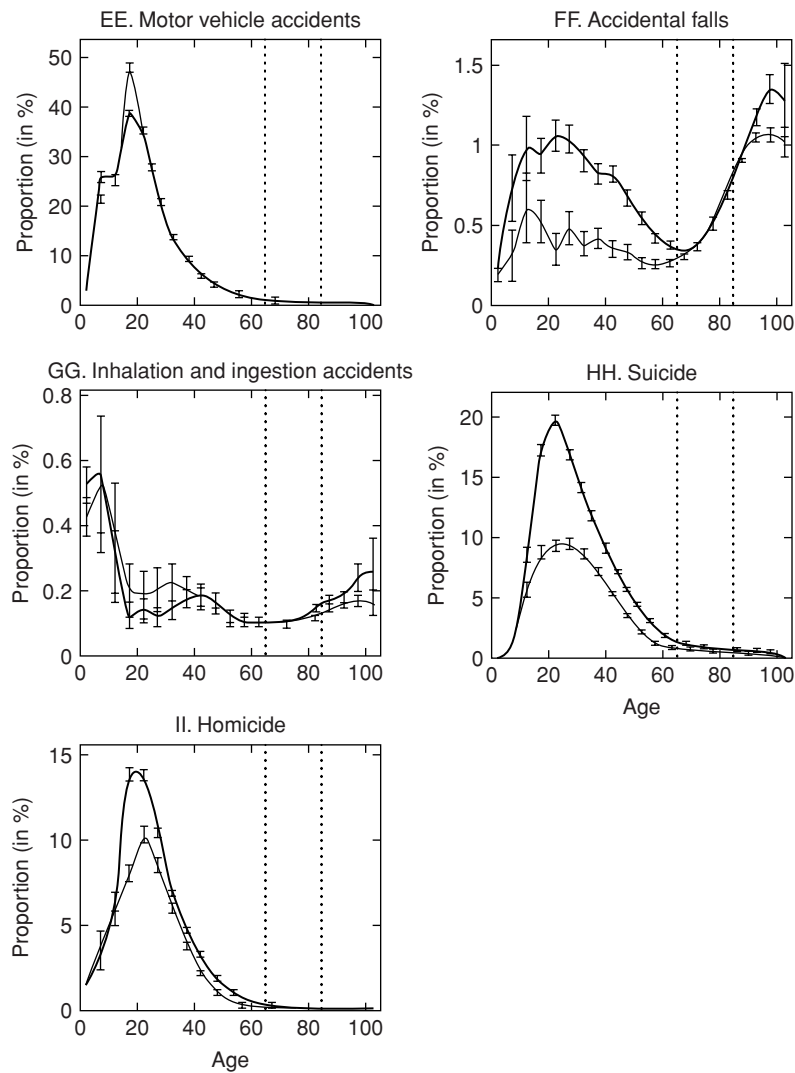 EE. Motor vehicle accidents
FF. Accidental falls
Proportion (in %)
50
40
30
20
10
0
0 20 40 60 80 100
Proportion (in %)
1.5
1
0.5
0
0 20 40 60 80 100
GG. Inhalation and ingestion accidents
HH. Suicide
Proportion (in %)
0.8
0.6
0.4
0.2
0
0 20 40 60 80 100
Proportion (in %)
20
15
10
5
0
0 20 40 60 80 100
Age
II. Homicide
Proportion (in %)
15
10
5
0
0 20 40 60 80 100
Age